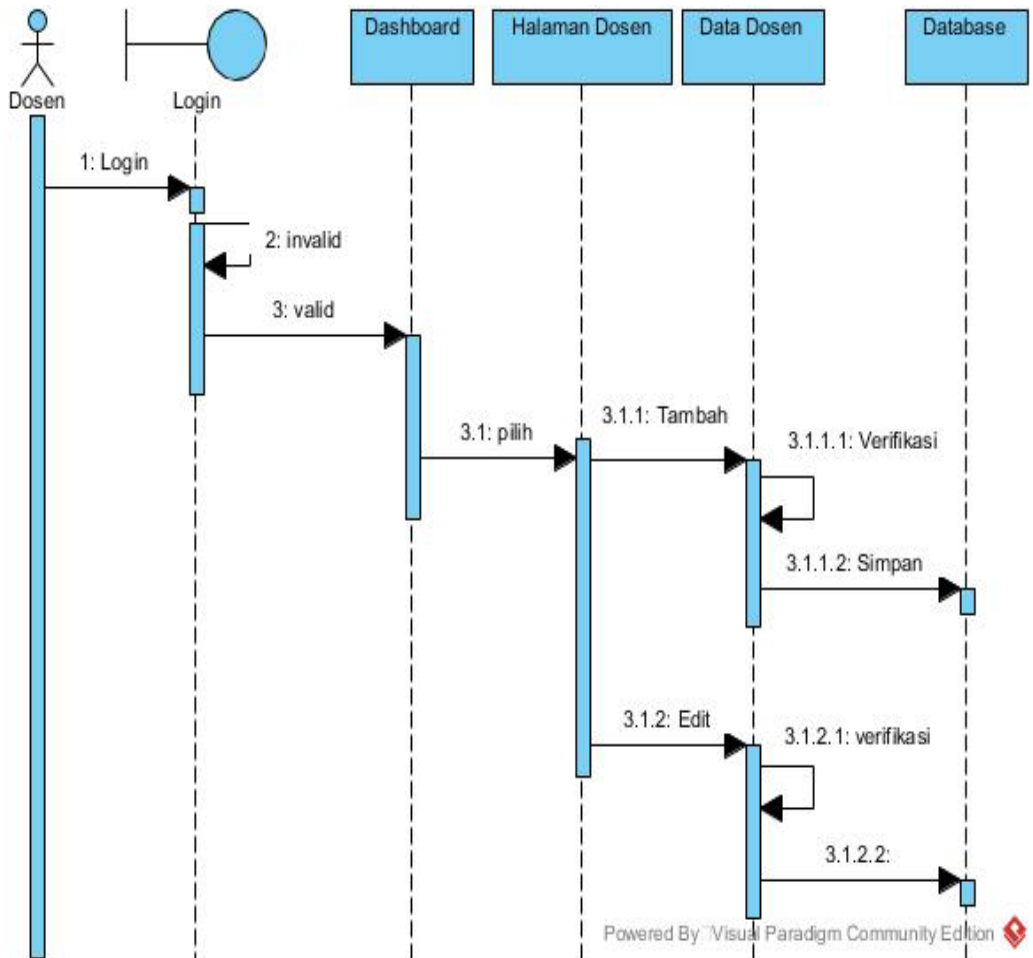 Dashboard
Halaman Dosen
Data Dosen
Database
Dosen
Login
1: Login
2: invalid
3: valid
3.1: pilih
3.1.1: Tambah
3.1.1.1: Verifikasi
3.1.1.2: Simpan
3.1.2: Edit
3.1.2.1: verifikasi
3.1.2.2:
Powered By Visual Paradigm Community Edition